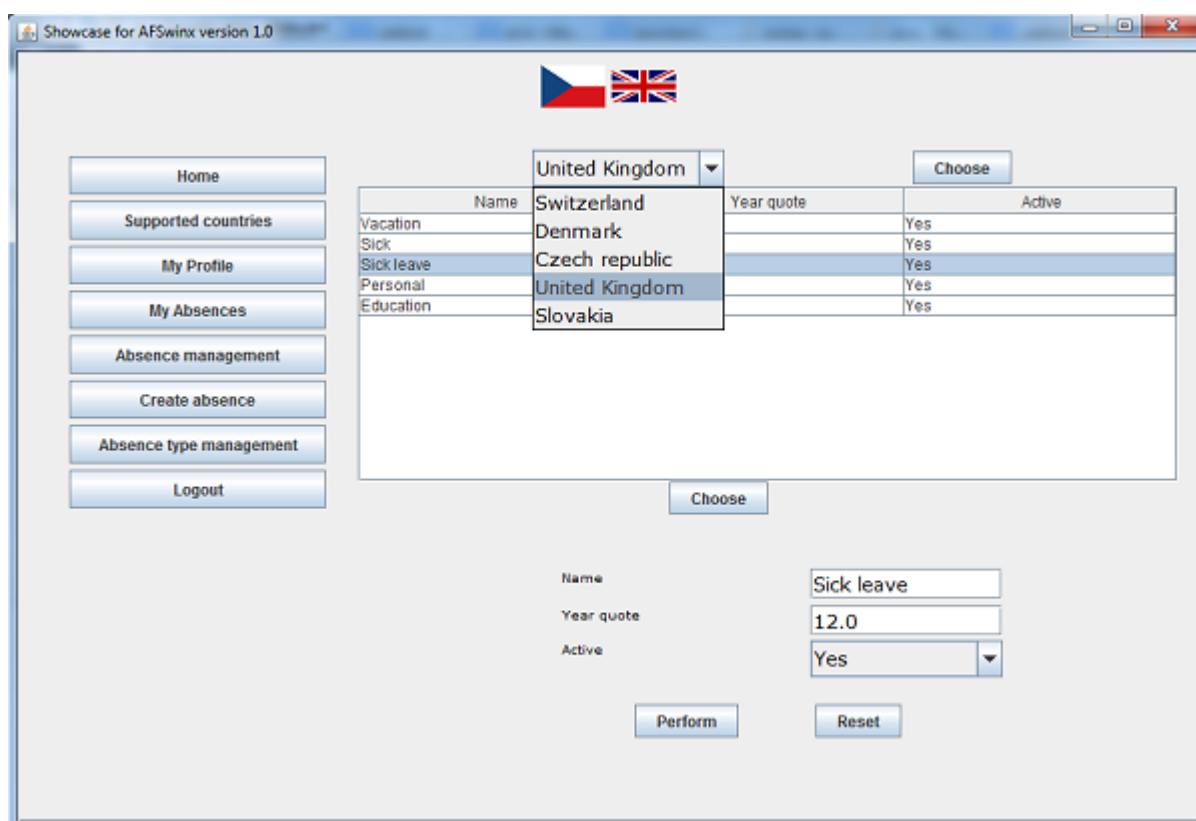 Showcase for AFSwinx version 1.0
United Kingdom
Choose
Home
Supported countries
My Profile
My Absences
Absence management
Create absence
Absence type management
Logout
Name Year quote Active
Vacation Yes
Sick Yes
Sick leave Yes
Personal Yes
Education Yes
Switzerland
Denmark
Czech republic
United Kingdom
Slovakia
Choose
Name Sick leave
Year quote 12.0
Active Yes
Perform Reset